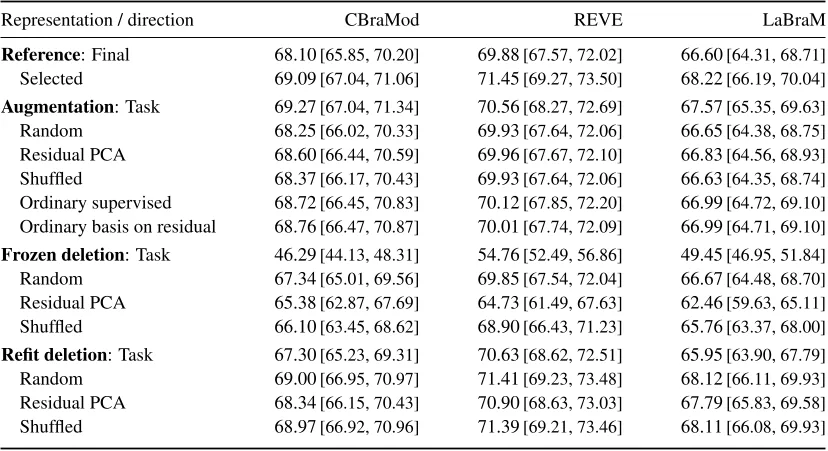 Representation / direction CBraMod REVE LaBraM
Reference: Final 68.10 [65.85, 70.20] 69.88 [67.57, 72.02] 66.60 [64.31, 68.71]
Selected 69.09 [67.04, 71.06] 71.45 [69.27, 73.50] 68.22 [66.19, 70.04]
Augmentation: Task 69.27 [67.04, 71.34] 70.56 [68.27, 72.69] 67.57 [65.35, 69.63]
Random 68.25 [66.02, 70.33] 69.93 [67.64, 72.06] 66.65 [64.38, 68.75]
Residual PCA 68.60 [66.44, 70.59] 69.96 [67.67, 72.10] 66.83 [64.56, 68.93]
Shuffled 68.37 [66.17, 70.43] 69.93 [67.64, 72.06] 66.63 [64.35, 68.74]
Ordinary supervised 68.72 [66.45, 70.83] 70.12 [67.85, 72.20] 66.99 [64.72, 69.10]
Ordinary basis on residual 68.76 [66.47, 70.87] 70.01 [67.74, 72.09] 66.99 [64.71, 69.10]
Frozen deletion: Task 46.29 [44.13, 48.31] 54.76 [52.49, 56.86] 49.45 [46.95, 51.84]
Random 67.34 [65.01, 69.56] 69.85 [67.54, 72.04] 66.67 [64.48, 68.70]
Residual PCA 65.38 [62.87, 67.69] 64.73 [61.49, 67.63] 62.46 [59.63, 65.11]
Shuffled 66.10 [63.45, 68.62] 68.90 [66.43, 71.23] 65.76 [63.37, 68.00]
Refit deletion: Task 67.30 [65.23, 69.31] 70.63 [68.62, 72.51] 65.95 [63.90, 67.79]
Random 69.00 [66.95, 70.97] 71.41 [69.23, 73.48] 68.12 [66.11, 69.93]
Residual PCA 68.34 [66.15, 70.43] 70.90 [68.63, 73.03] 67.79 [65.83, 69.58]
Shuffled 68.97 [66.92, 70.96] 71.39 [69.21, 73.46] 68.11 [66.08, 69.93]